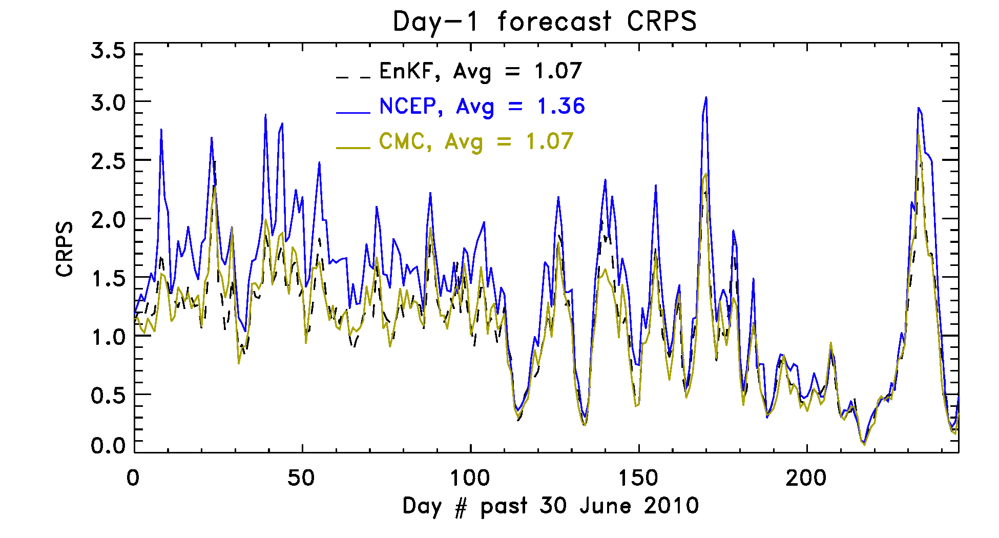 Day-1 forecast CRPS
3.5
EnKF, Avg = 1.07
3.0
NCEP, Avg = 1.36
CMC, Avg = 1.07
2.5
2.0
CRPS
1.5
1.0
0.5
0.0
0 50 100 150 200
Day # past 30 June 2010